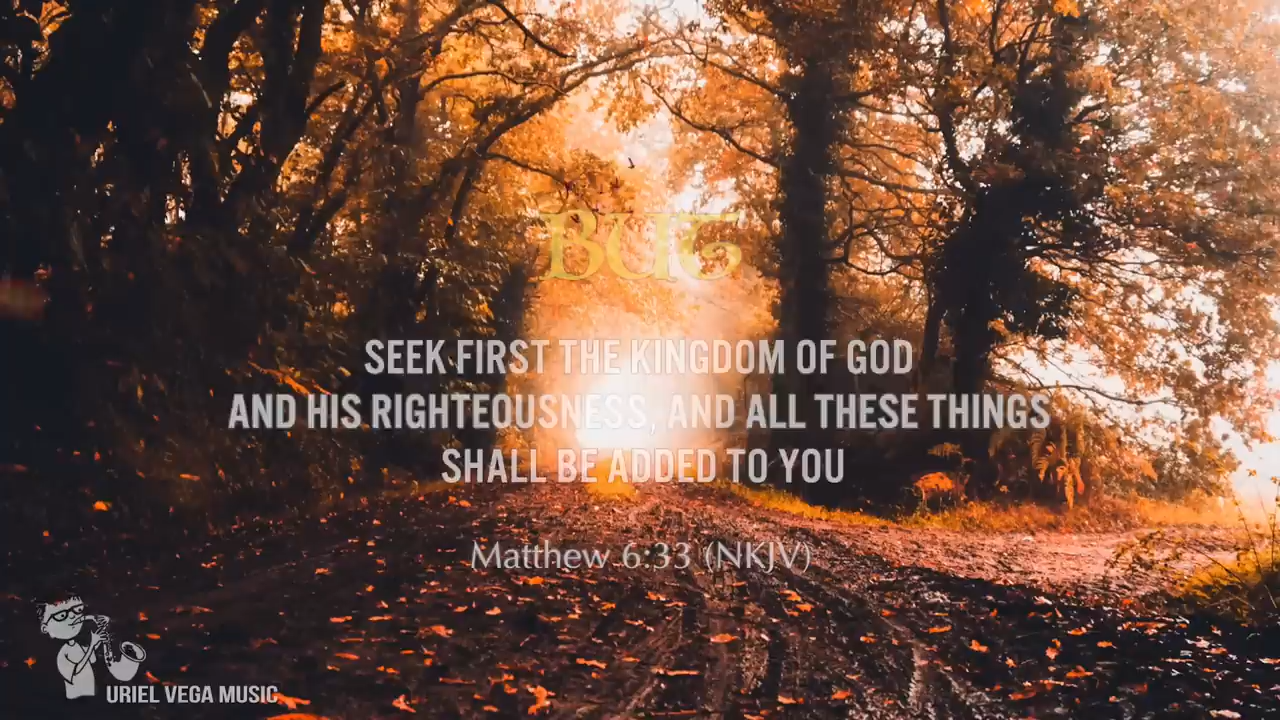 BUT
SEEK FIRST THE KINGDOM OF GOD
AND HIS RIGHTEOUSNESS, AND ALL THESE THINGS
SHALL BE ADDED TO YOU
Matthew 6:33 (NKJV)
URIEL VEGA MUSIC